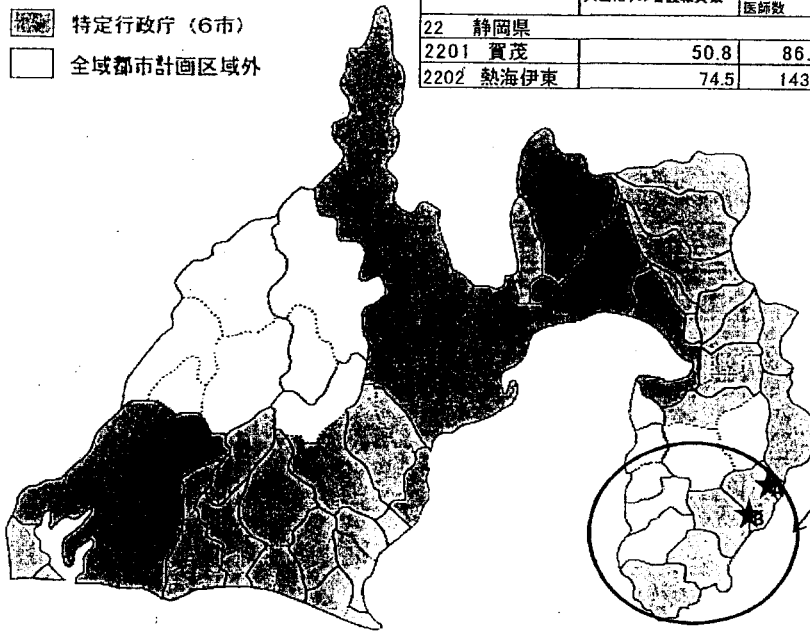 特定行政庁（6市）
全域都市計画区域外
医師数
22 静岡県
2201 賀茂 50.8 86.
2202 熱海伊東 74.5 143